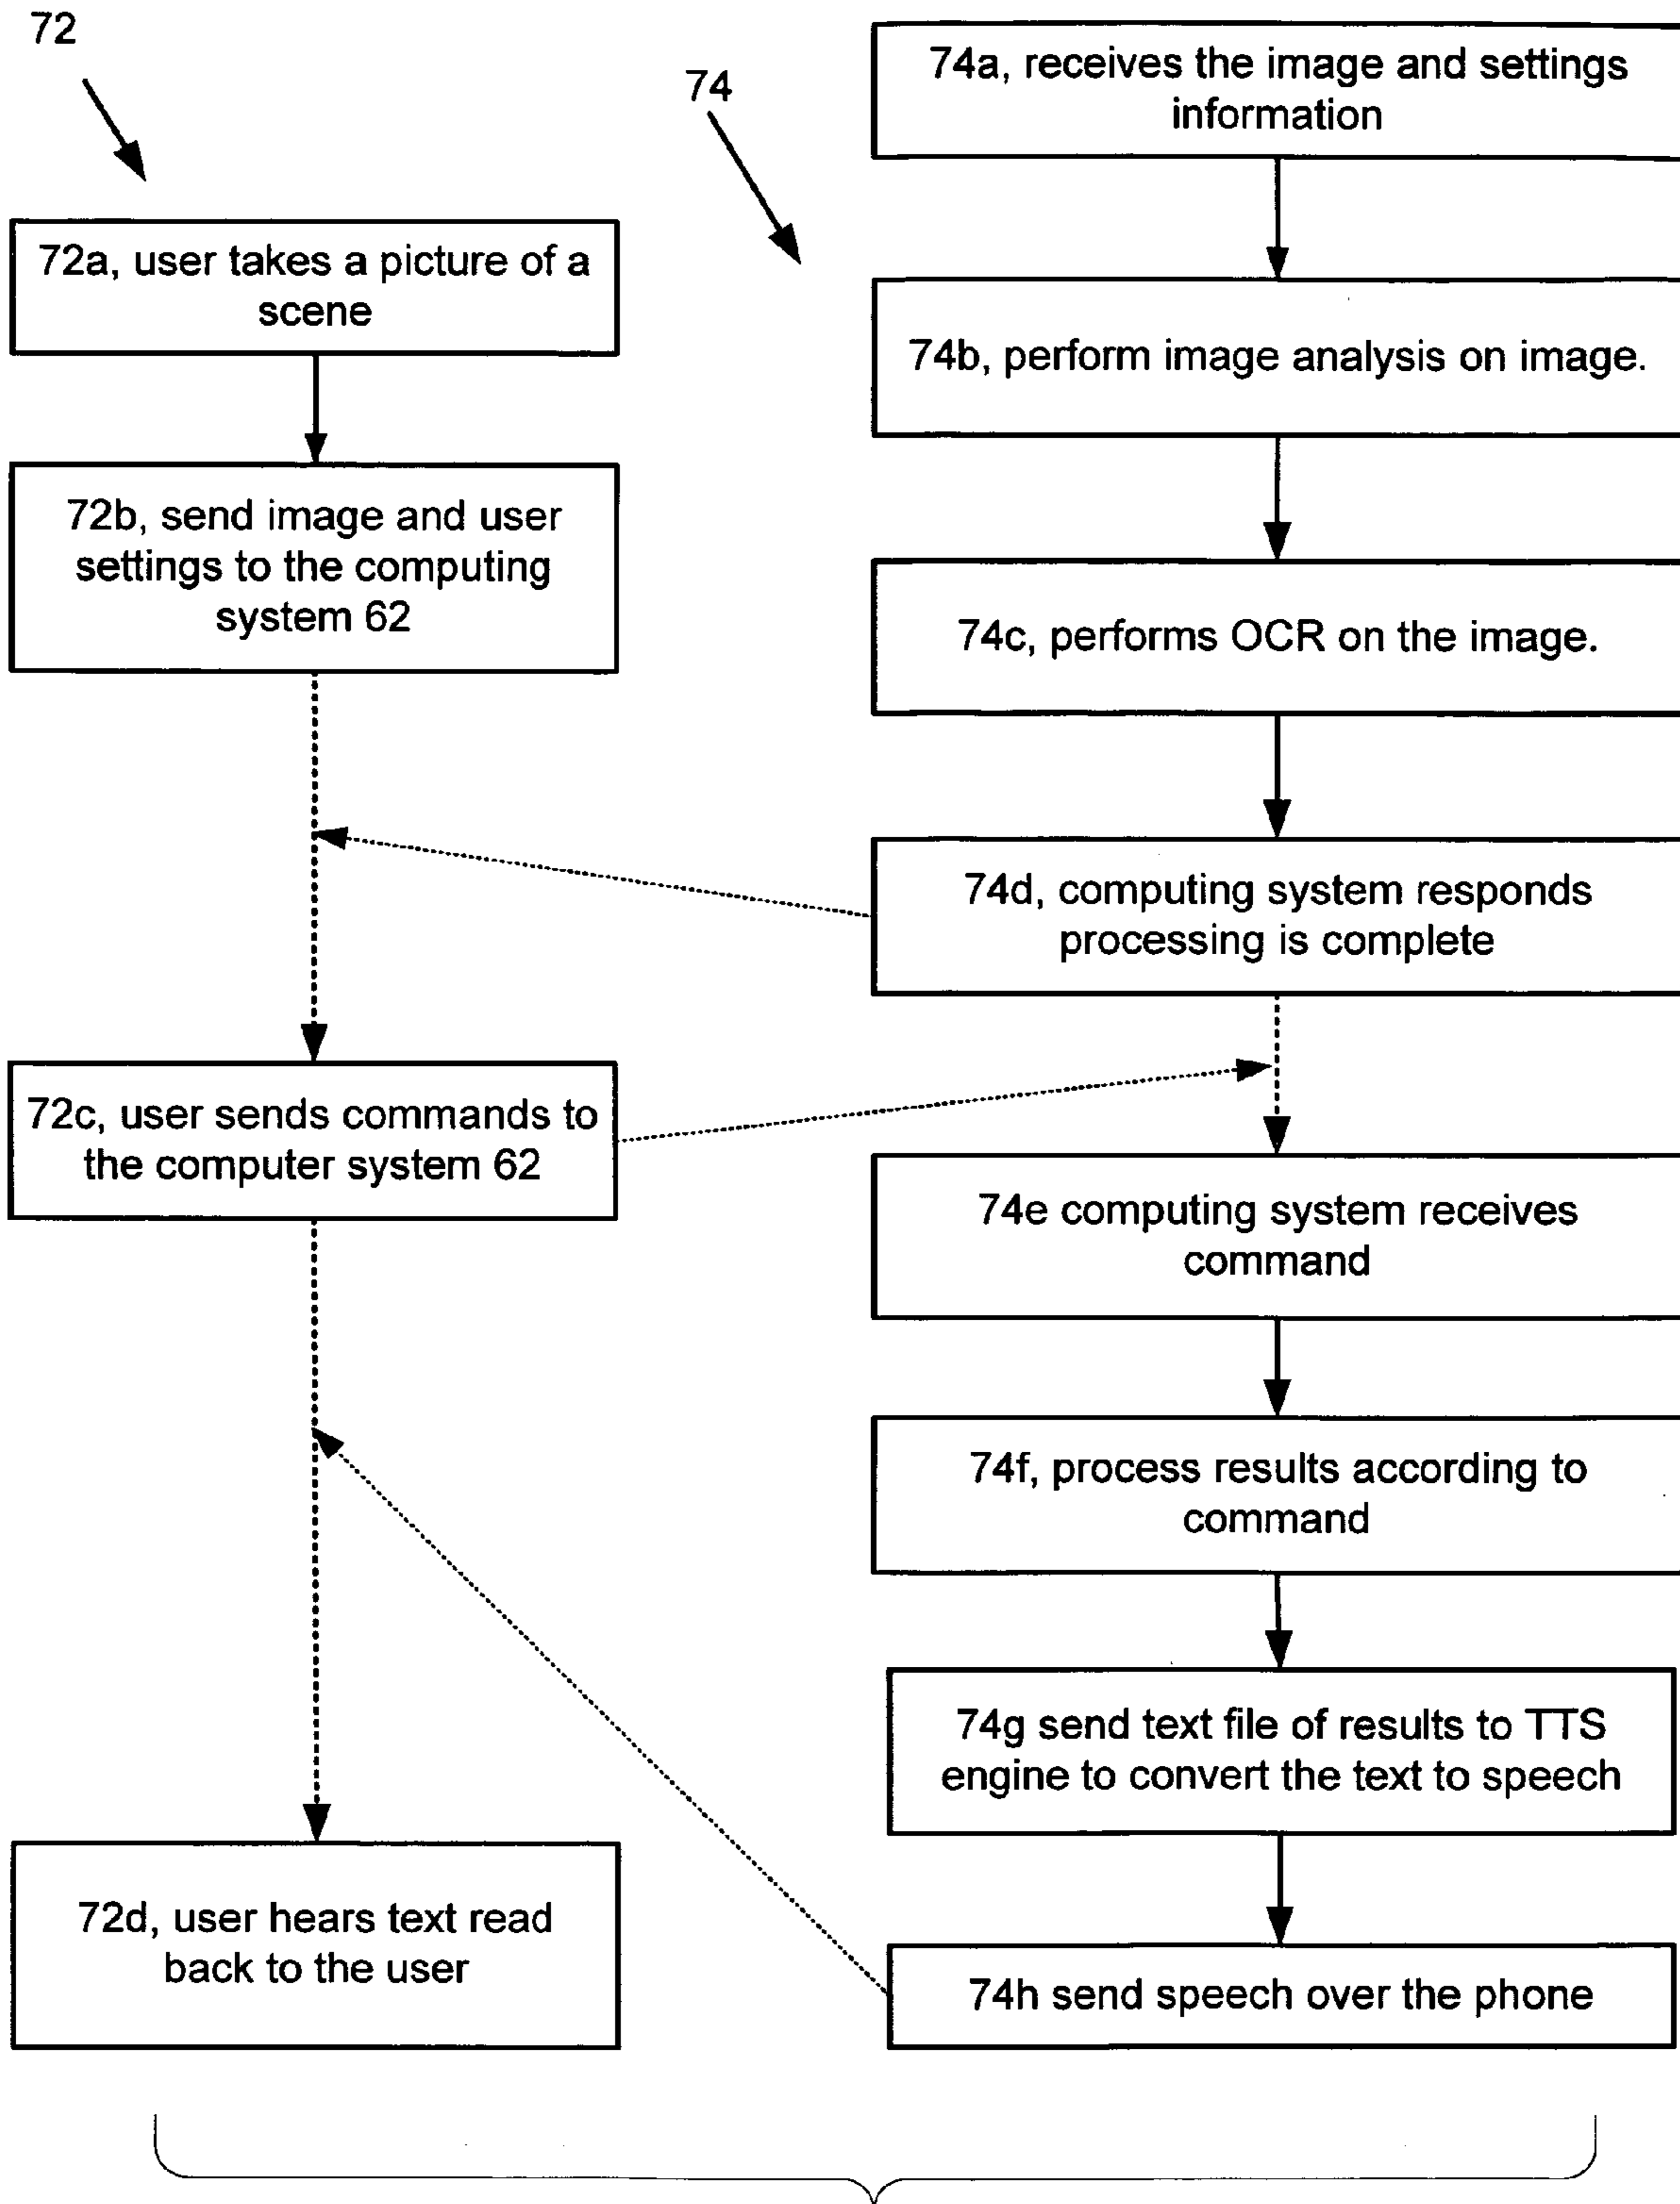 72
72a, user takes a picture of a
scene
72b, send image and user
settings to the computing
system 62
72c, user sends commands to
the computer system 62
72d, user hears text read
back to the user
74
74a, receives the image and settings
information
74b, perform image analysis on image.
74c, performs OCR on the image.
74d, computing system responds
processing is complete
74e computing system receives
command
74f, process results according to
command
74g send text file of results to TTS
engine to convert the text to speech
74h send speech over the phone